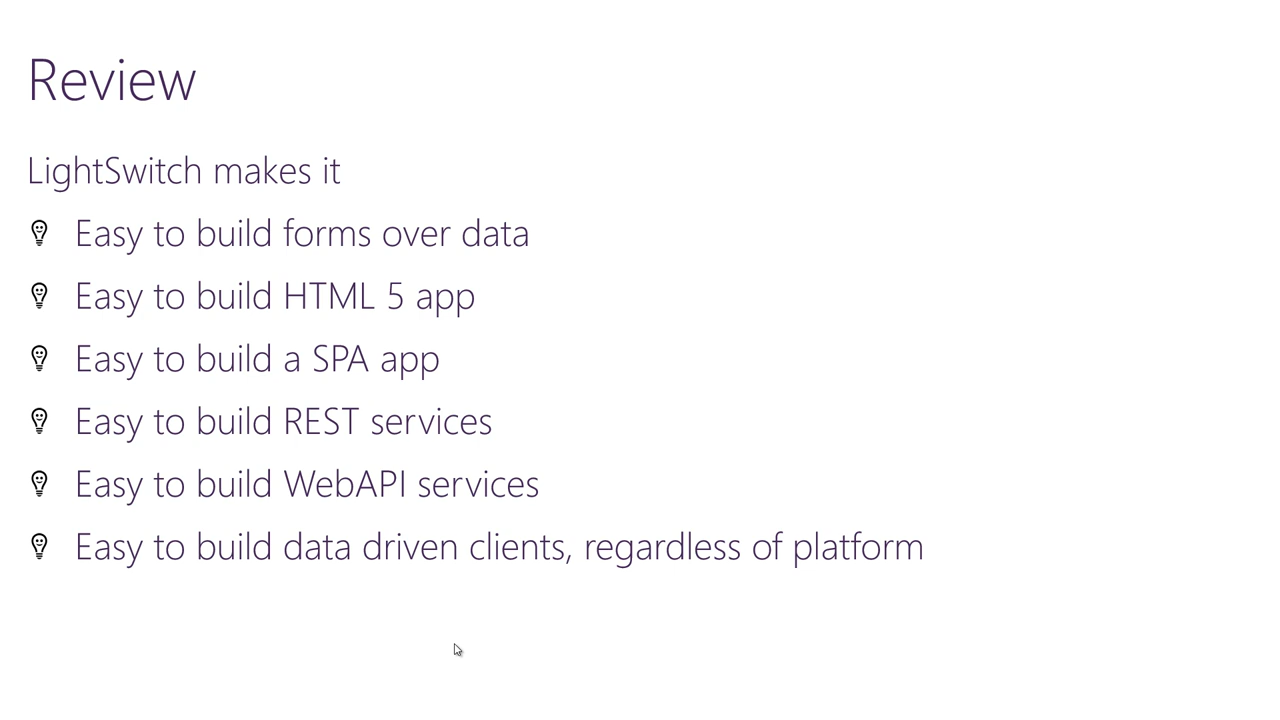 Review
LightSwitch makes it
Easy to build forms over data
Easy to build HTML 5 app
Easy to build a SPA app
Easy to build REST services
Easy to build WebAPI services
Easy to build data driven clients, regardless of platform